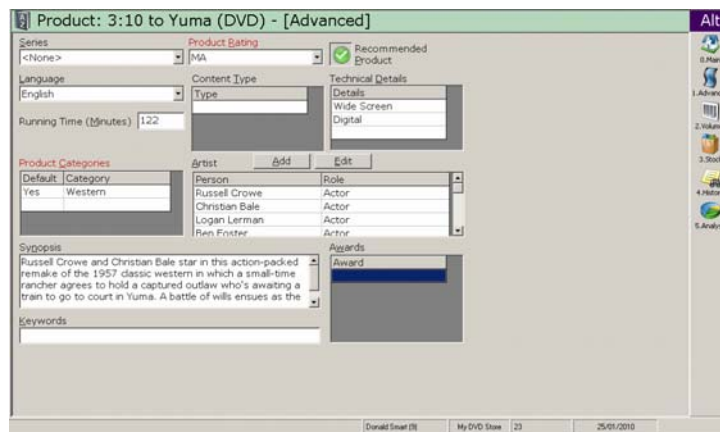 Product: 3:10 to Yuma (DVD) - [Advanced]
Series
<None>
Product Rating
MA
Recommended Product
Language
English
Content Type
Type
Technical Details
Details
Wide Screen
Digital
Running Time (Minutes) 122
Product Categories
Default Category
Yes Western
Artist Add Edit
Person Role
Russell Crowe Actor
Christian Bale Actor
Logan Lerman Actor
Ben Foster Actor
Synopsis
Russell Crowe and Christian Bale star in this action-packed
remake of the 1957 classic western in which a small-time
rancher agrees to hold a captured outlaw who's awaiting a
train to go to court in Yuma. A battle of wills ensues as the
Awards
Award
Keywords
Alt
0.Main
1.Advanc
2.Volum
3.Stock
4.Histor
5.Analys
Donald Smart (9) My DVD Store 23 25/01/2010